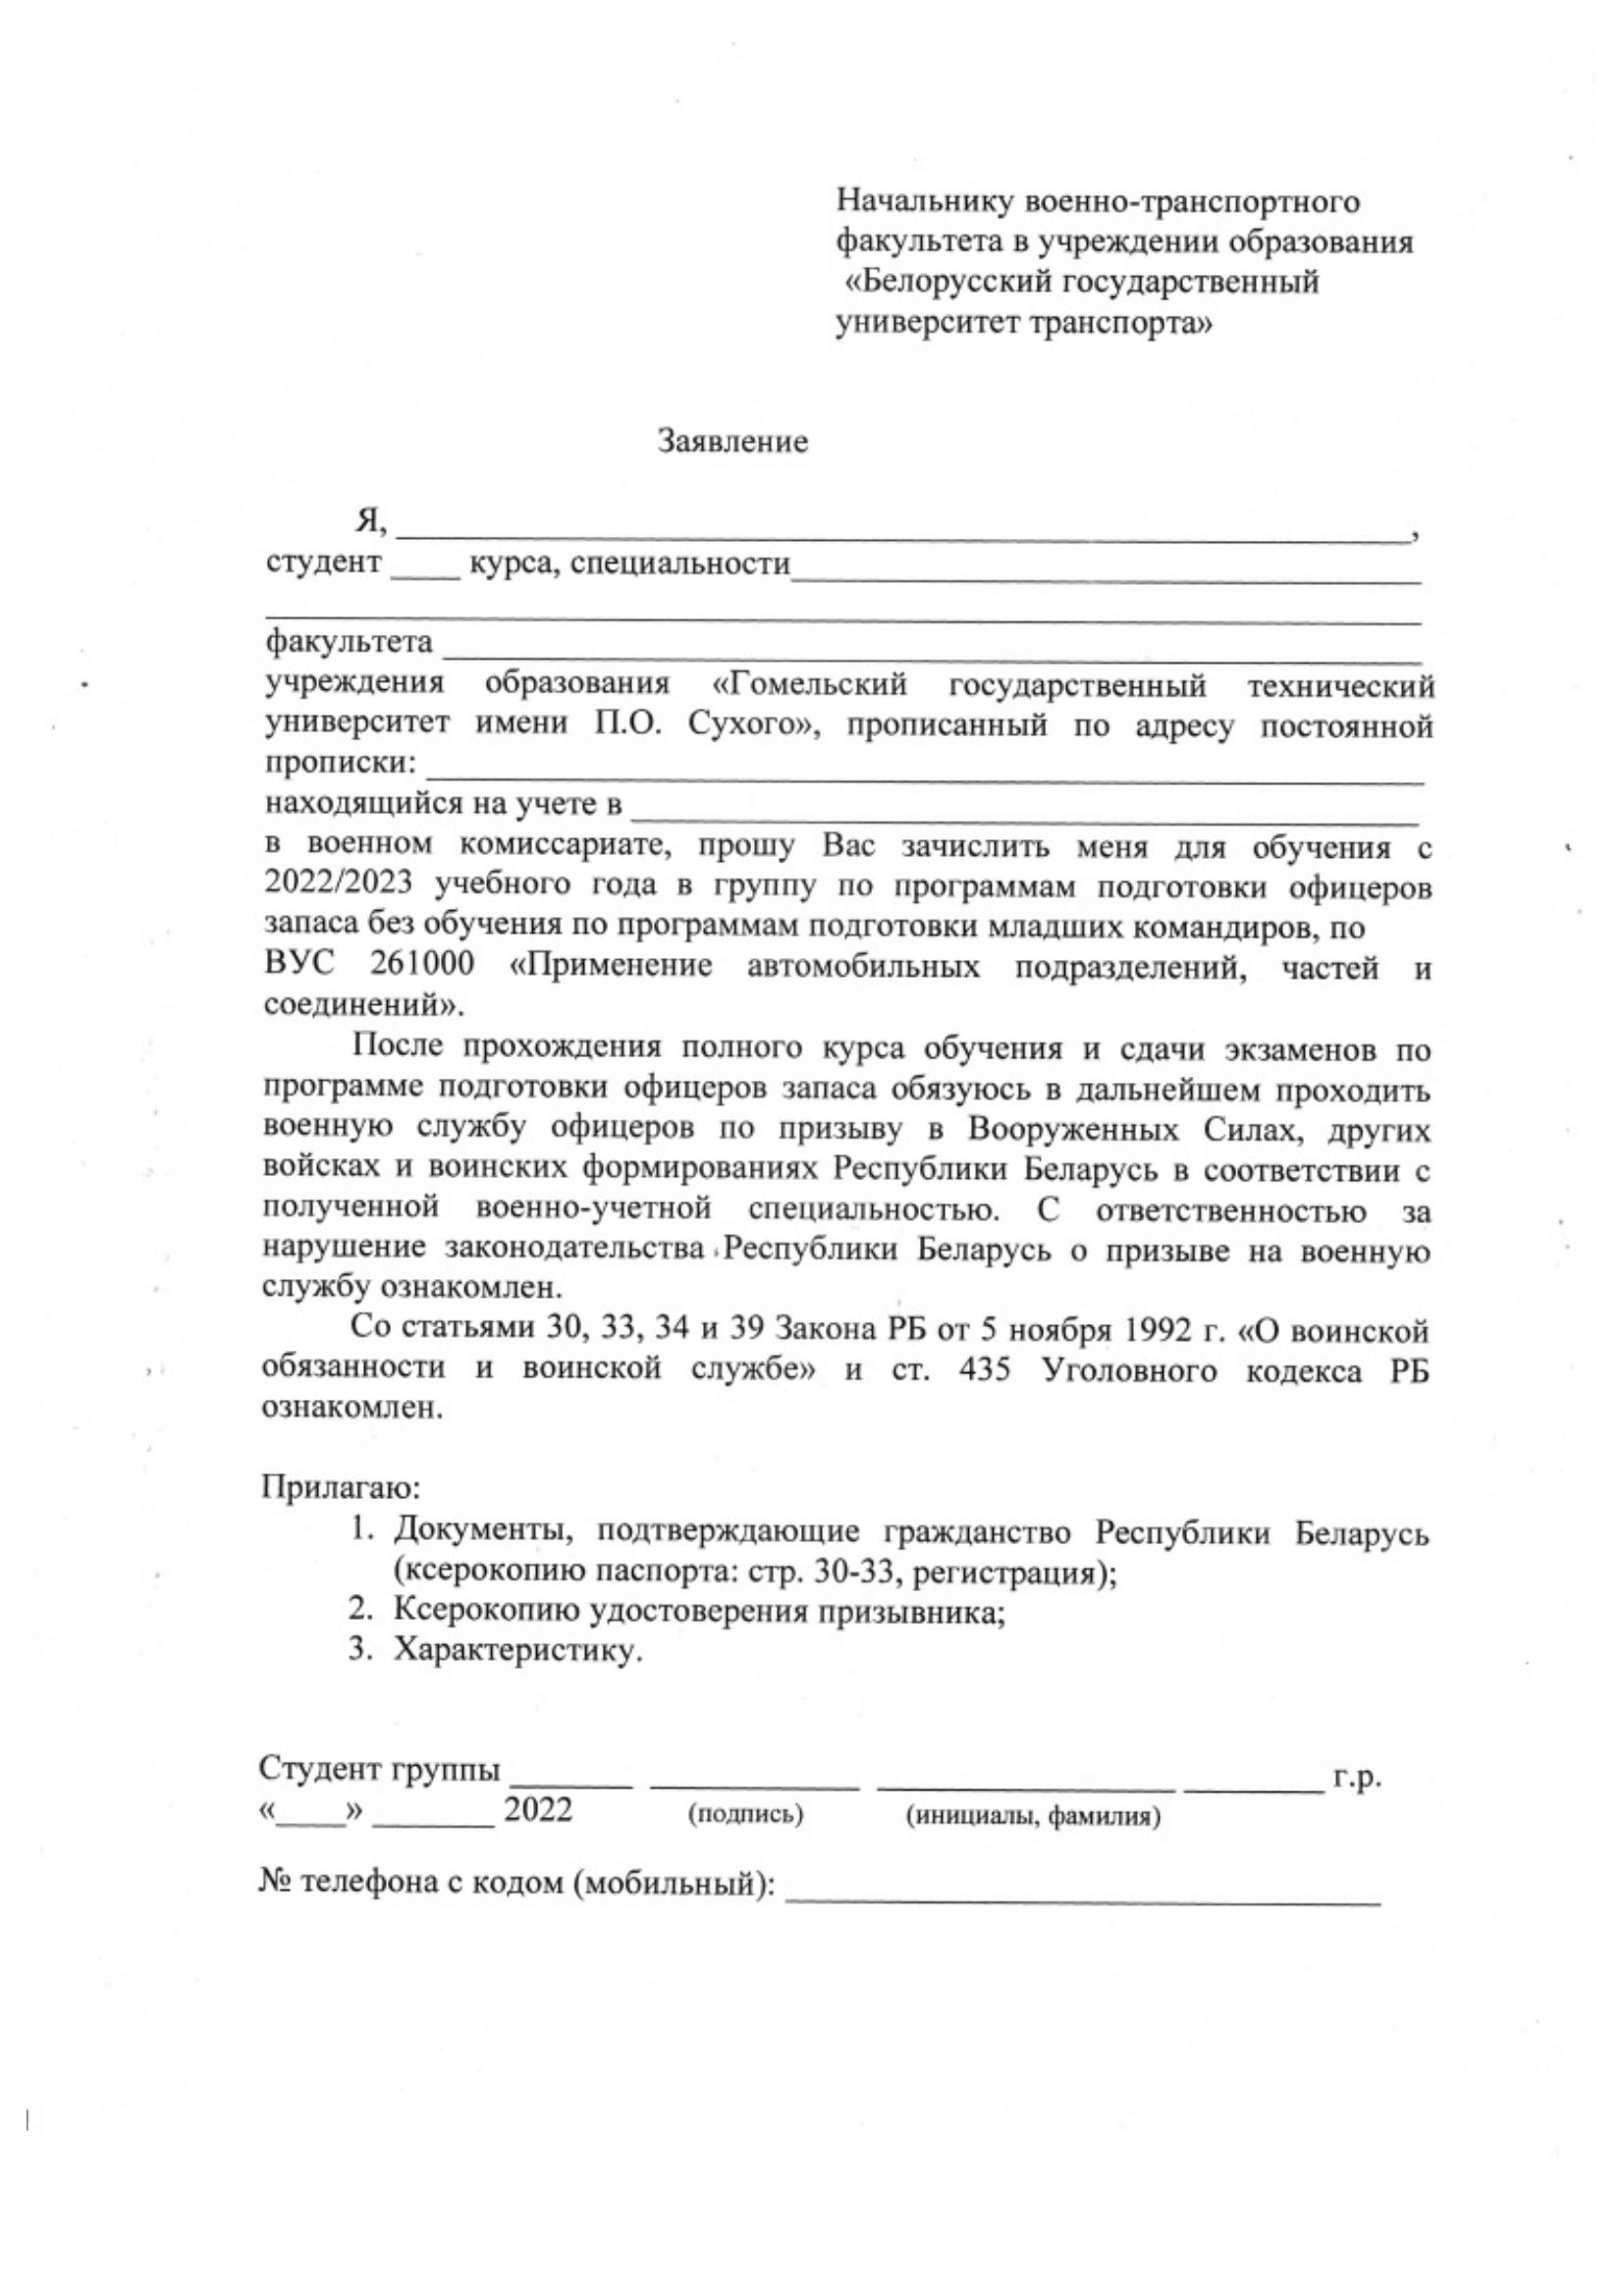 Начальнику военно-транспортного
факультета в учреждении образования
«Белорусский государственный
университет транспорта»
Заявление
Я, ,
студент ____ курса, специальности
факультета
учреждения образования «Гомельский государственный технический
университет имени П.О. Сухого», прописанный по адресу постоянной
прописки:
находящийся на учете в
в военном комиссариате, прошу Вас зачислить меня для обучения с
2022/2023 учебного года в группу по программам подготовки офицеров
запаса без обучения по программам подготовки младших командиров, по
ВУС 261000 «Применение автомобильных подразделений, частей и
соединений».
После прохождения полного курса обучения и сдачи экзаменов по
программе подготовки офицеров запаса обязуюсь в дальнейшем проходить
военную службу офицеров по призыву в Вооруженных Силах, других
войсках и воинских формированиях Республики Беларусь в соответствии с
полученной военно-учетной специальностью. С ответственностью за
нарушение законодательства Республики Беларусь о призыве на военную
службу ознакомлен.
Со статьями 30, 33, 34 и 39 Закона РБ от 5 ноября 1992 г. «О воинской
обязанности и воинской службе» и ст. 435 Уголовного кодекса РБ
ознакомлен.
Прилагаю:
1. Документы, подтверждающие гражданство Республики Беларусь
(ксерокопию паспорта: стр. 30-33, регистрация);
2. Ксерокопию удостоверения призывника;
3. Характеристику.
Студент группы _______ ____________ _________________ ________ г.р.
«____» _______ 2022 (подпись) (инициалы, фамилия)
№ телефона с кодом (мобильный):